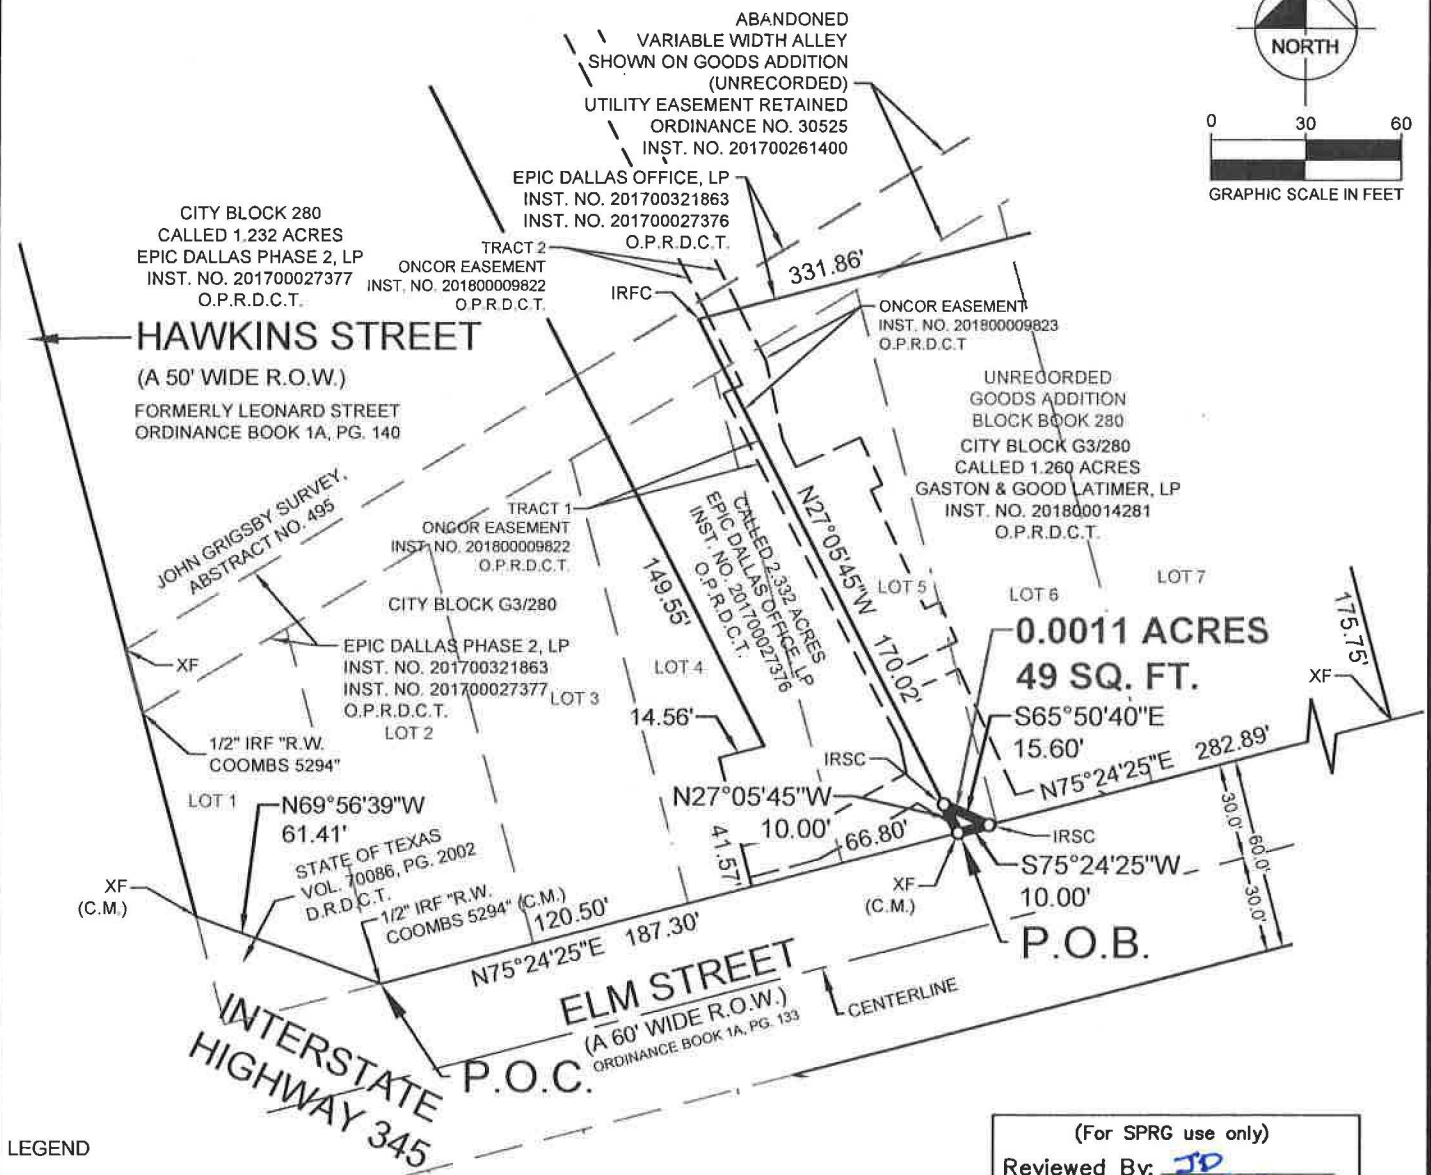 ABANDONED
VARIABLE WIDTH ALLEY
SHOWN ON GOODS ADDITION
(UNRECORDED)
UTILITY EASEMENT RETAINED
ORDINANCE NO. 30525
INST. NO. 201700261400
NORTH
0 30 60
GRAPHIC SCALE IN FEET
EPIC DALLAS OFFICE, LP
INST. NO. 201700321863
INST. NO. 201700027376
O.P.R.D.C.T.
CITY BLOCK 280
CALLED 1.232 ACRES
EPIC DALLAS PHASE 2, LP
INST. NO. 201700027377
O.P.R.D.C.T.
TRACT 2
ONCOR EASEMENT
INST. NO. 201800009822
O.P.R.D.C.T.
331.86'
IRFC
ONCOR EASEMENT
INST. NO. 201800009823
O.P.R.D.C.T
HAWKINS STREET
(A 50' WIDE R.O.W.)
FORMERLY LEONARD STREET
ORDINANCE BOOK 1A, PG. 140
UNRECORDED
GOODS ADDITION
BLOCK BOOK 280
CITY BLOCK G3/280
CALLED 1.260 ACRES
GASTON & GOOD LATIMER, LP
INST. NO. 201800014281
O.P.R.D.C.T.
JOHN GRIGSBY SURVEY,
ABSTRACT NO. 495
TRACT 1
ONCOR EASEMENT
INST. NO. 201800009822
O.P.R.D.C.T.
CALLED 2.332 ACRES
EPIC DALLAS OFFICE, LP
INST. NO. 201700027376
O.P.R.D.C.T.
N27°05'45"W 170.02'
149.55'
LOT 5
LOT 6
LOT 7
175.75'
CITY BLOCK G3/280
EPIC DALLAS PHASE 2, LP
INST. NO. 201700321863
INST. NO. 201700027377
O.P.R.D.C.T.
XF
LOT 4
LOT 3
LOT 2
0.0011 ACRES
49 SQ. FT.
XF
S65°50'40"E
15.60'
14.56'
1/2" IRF "R.W.
COOMBS 5294"
IRSC
N75°24'25"E 282.89'
LOT 1
N69°56'39"W
61.41'
N27°05'45"W
10.00'
66.80'
41.57'
IRSC
30.0'
60.0'
30.0'
STATE OF TEXAS
VOL. 70086, PG. 2002
D.R.D.C.T.
S75°24'25"W
10.00'
XF
(C.M.)
XF
(C.M.)
1/2" IRF "R.W.
COOMBS 5294" (C.M.)
120.50'
N75°24'25"E 187.30'
P.O.B.
ELM STREET
(A 60' WIDE R.O.W.)
ORDINANCE BOOK 1A, PG. 133
CENTERLINE
INTERSTATE
HIGHWAY 345
P.O.C.
LEGEND
(For SPRG use only)
Reviewed By: JD